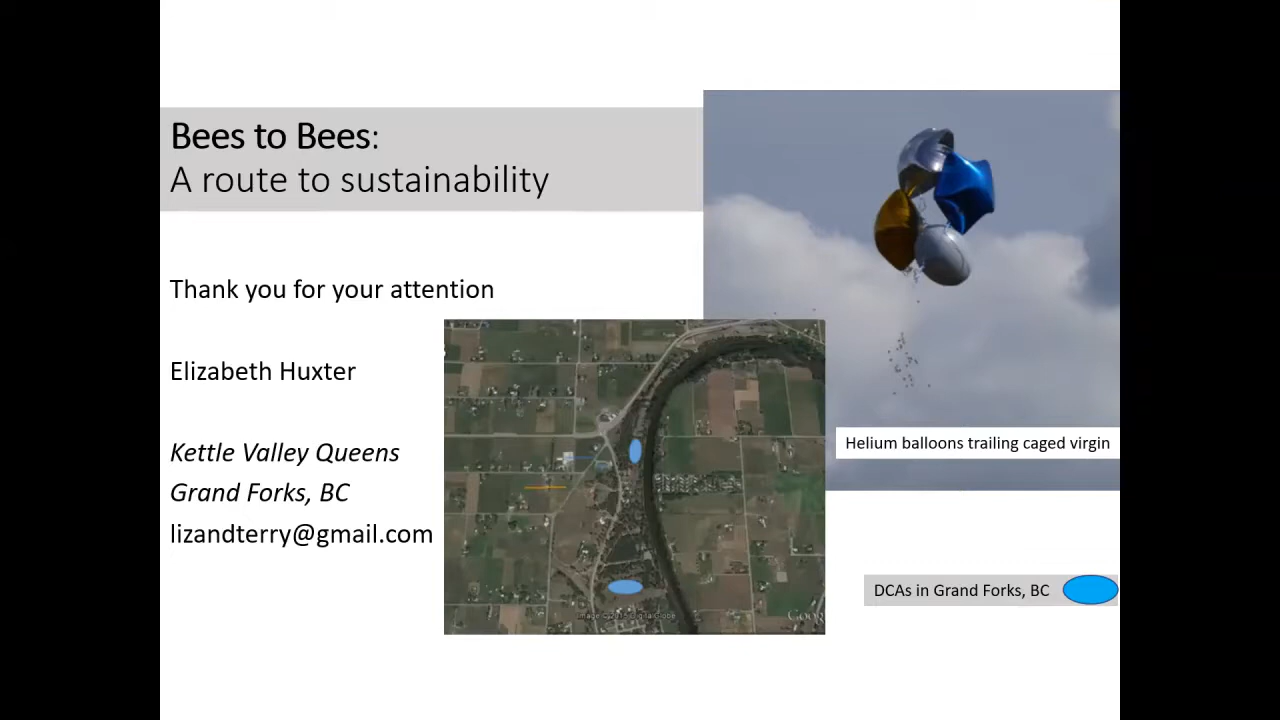 Bees to Bees:
A route to sustainability
Thank you for your attention
Elizabeth Huxter
Kettle Valley Queens
Grand Forks, BC
lizandterry@gmail.com
Helium balloons trailing caged virgin
DCAs in Grand Forks, BC
Goog